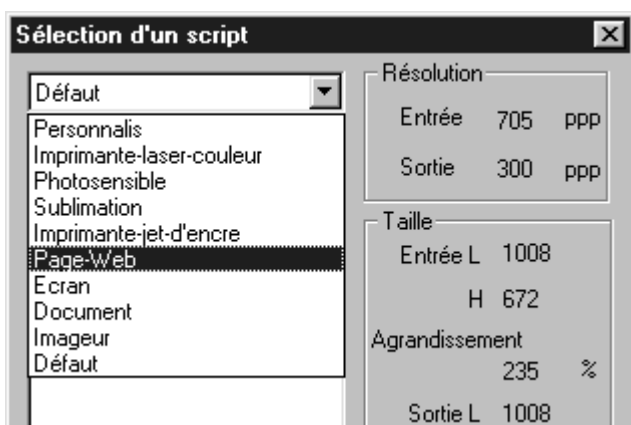 Sélection d'un script
Défaut
Personnalis
Imprimante-laser-couleur
Photosensible
Sublimation
Imprimante-jet-d'encre
Page-Web
Ecran
Document
Imageur
Défaut
Résolution
Entrée 705 ppp
Sortie 300 ppp
Taille
Entrée L 1008
H 672
Agrandissement
235 %
Sortie L 1008